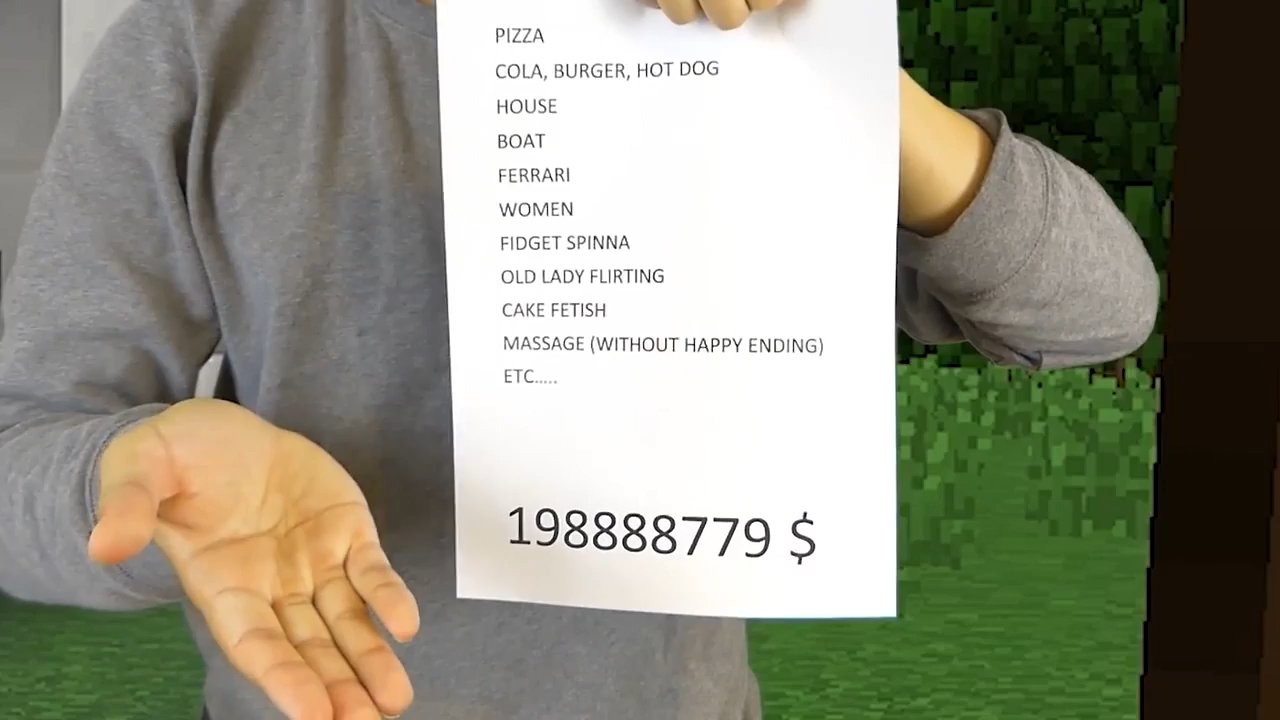 PIZZA
COLA, BURGER, HOT DOG
HOUSE
BOAT
FERRARI
WOMEN
FIDGET SPINNA
OLD LADY FLIRTING
CAKE FETISH
MASSAGE (WITHOUT HAPPY ENDING)
ETC.....
198888779 $